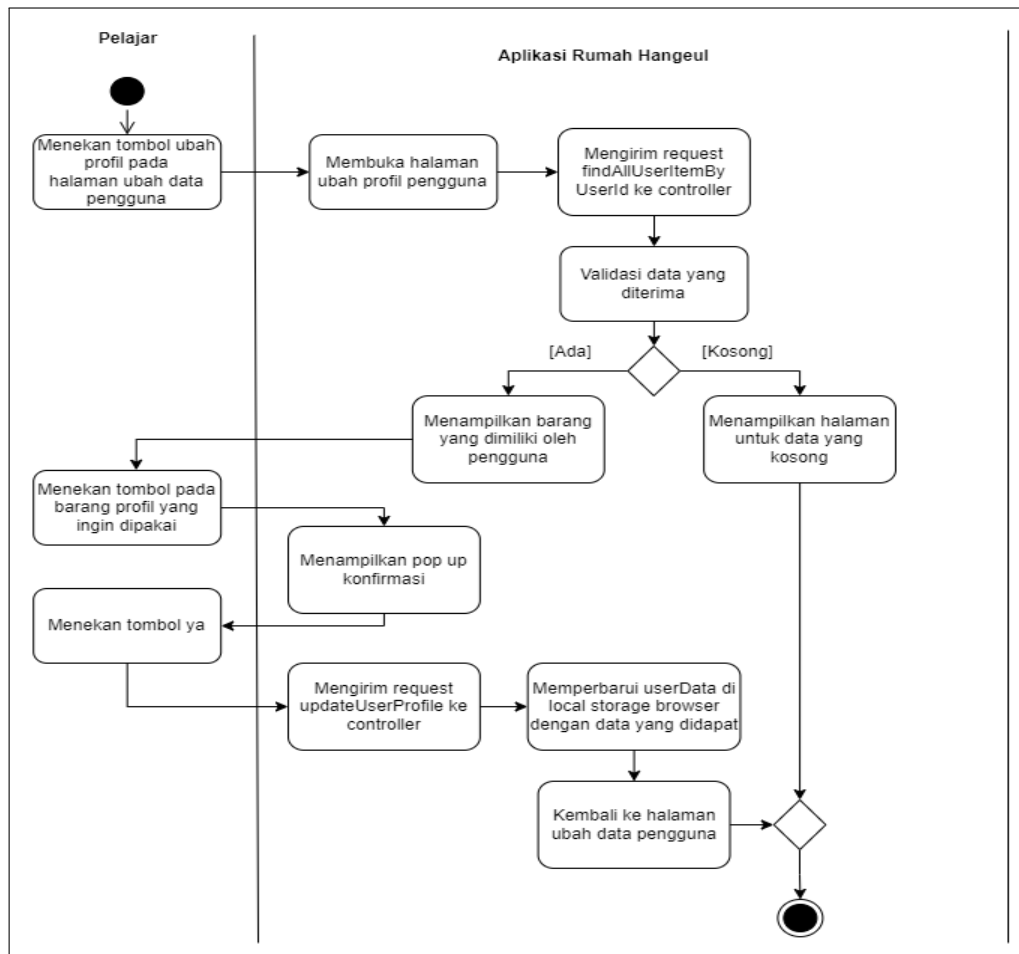 Pelajar
Aplikasi Rumah Hangeul
Menekan tombol ubah
profil pada
halaman ubah data
pengguna
Membuka halaman
ubah profil pengguna
Mengirim request
findAllUserItemBy
UserId ke controller
Validasi data yang
diterima
[Ada]
[Kosong]
Menampilkan barang
yang dimiliki oleh
pengguna
Menampilkan halaman
untuk data yang
kosong
Menekan tombol pada
barang profil yang
ingin dipakai
Menampilkan pop up
konfirmasi
Menekan tombol ya
Mengirim request
updateUserProfile ke
controller
Memperbarui userData di
local storage browser
dengan data yang didapat
Kembali ke halaman
ubah data pengguna